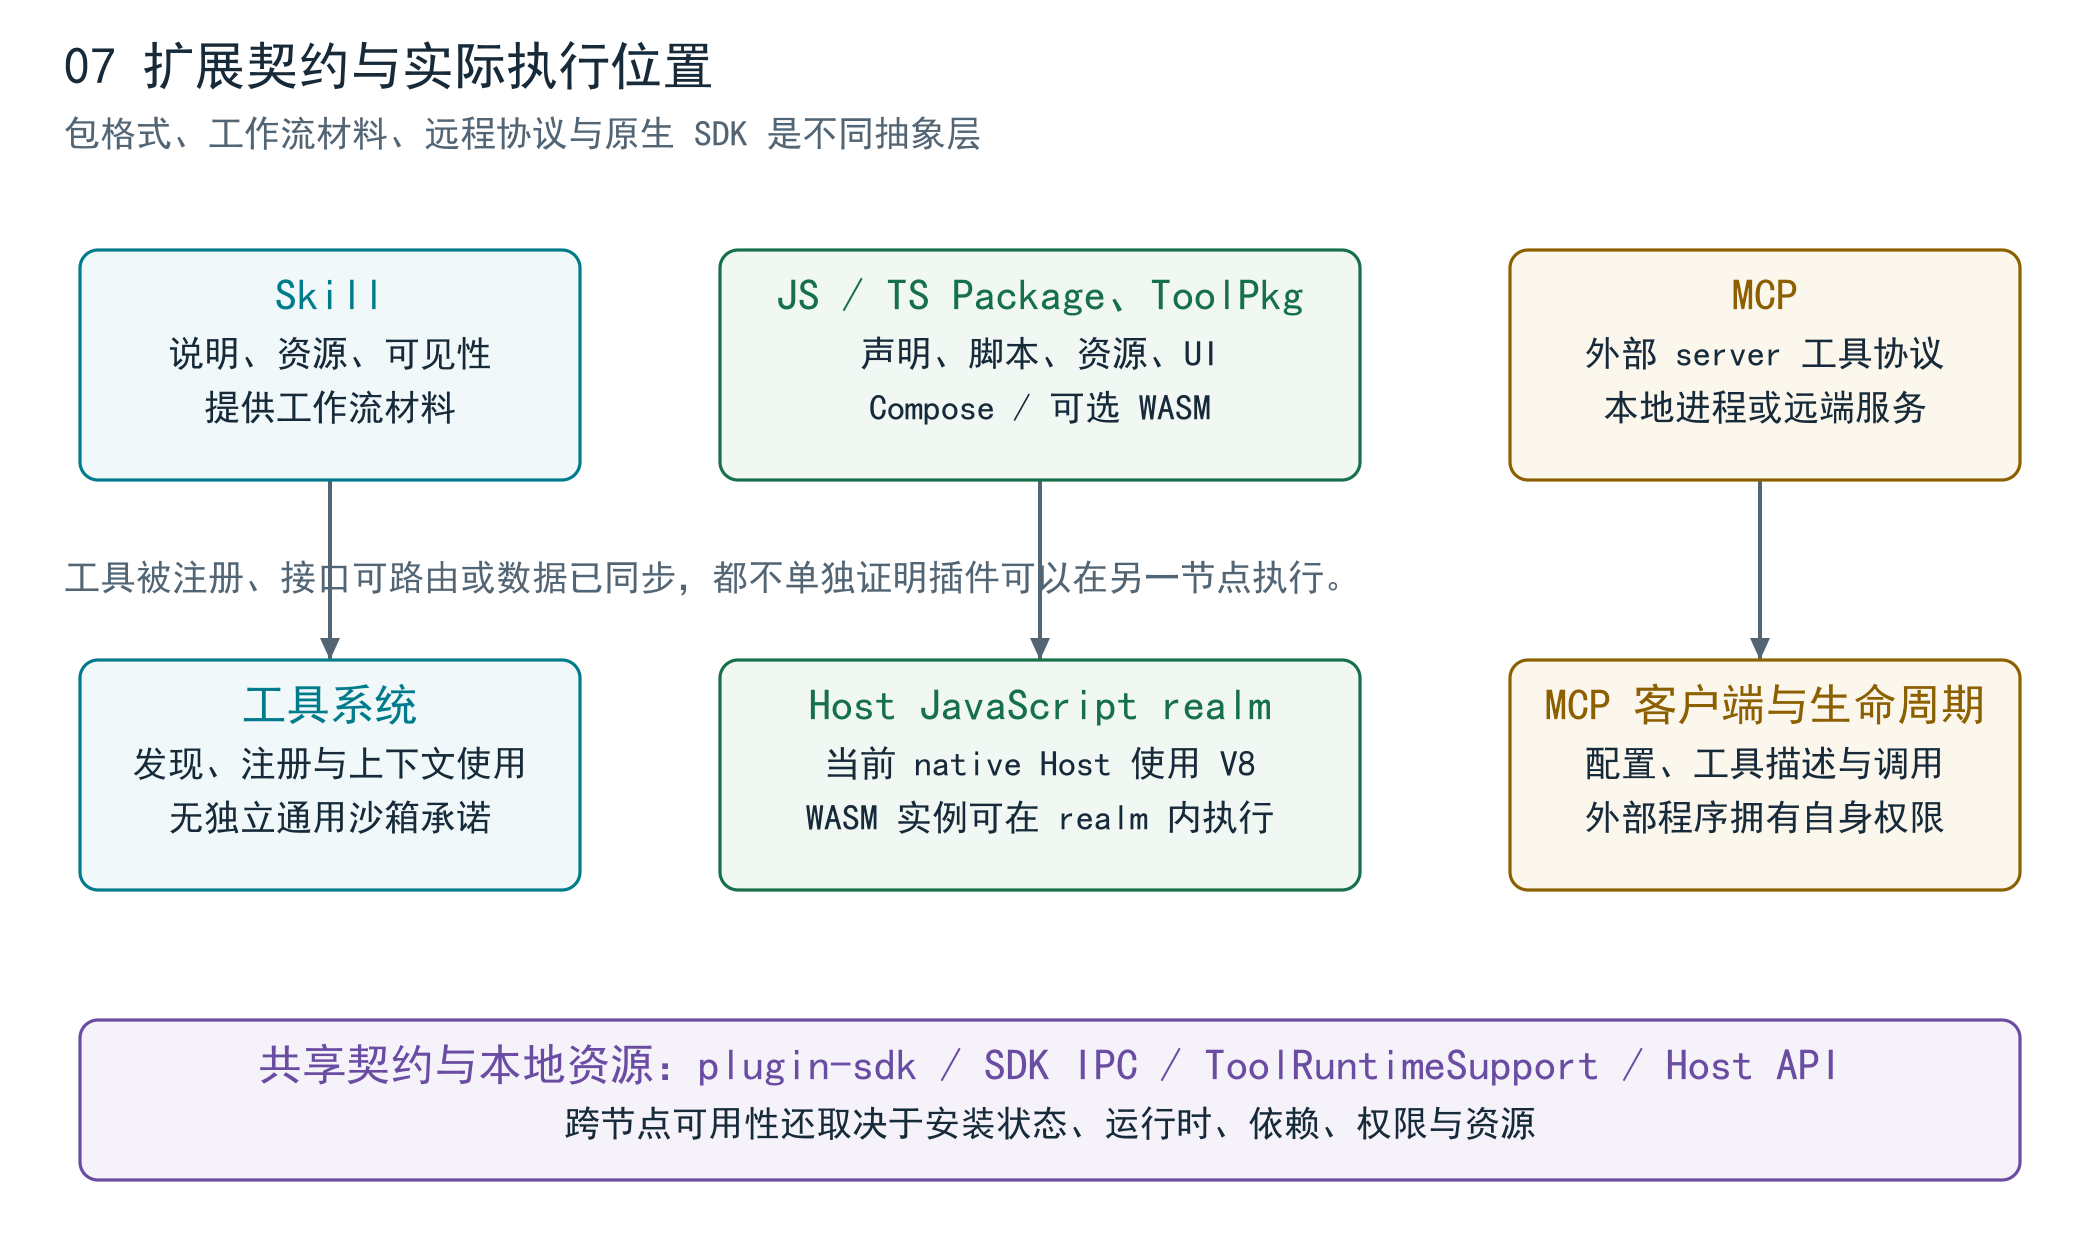 07 扩展契约与实际执行位置
包格式、工作流材料、远程协议与原生 SDK 是不同抽象层
Skill
说明、资源、可见性
提供工作流材料
JS / TS Package、ToolPkg
声明、脚本、资源、UI
Compose / 可选 WASM
MCP
外部 server 工具协议
本地进程或远端服务
工具被注册、接口可路由或数据已同步，都不单独证明插件可以在另一节点执行。
工具系统
发现、注册与上下文使用
无独立通用沙箱承诺
Host JavaScript realm
当前 native Host 使用 V8
WASM 实例可在 realm 内执行
MCP 客户端与生命周期
配置、工具描述与调用
外部程序拥有自身权限
共享契约与本地资源：plugin-sdk / SDK IPC / ToolRuntimeSupport / Host API
跨节点可用性还取决于安装状态、运行时、依赖、权限与资源